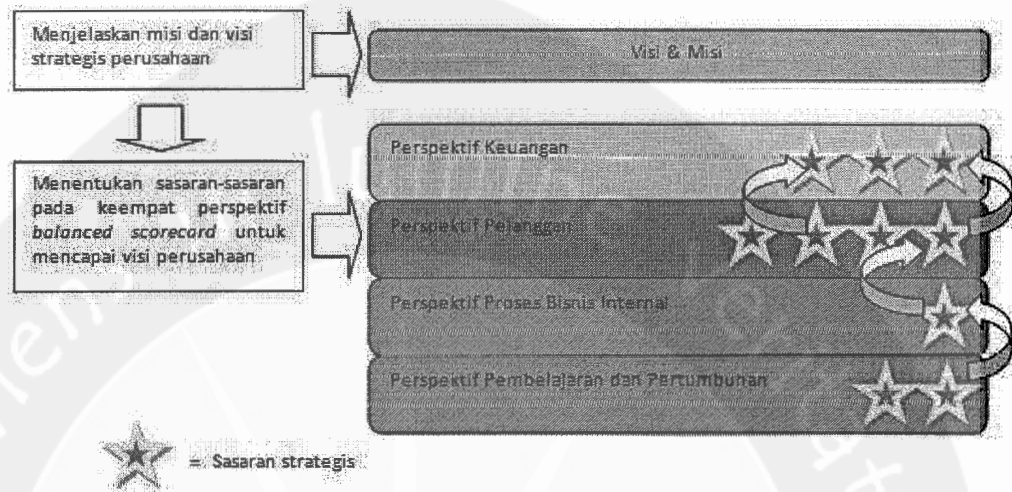 Menjelaskan misi dan visi
strategis perusahaan
Visi & Misi
Menentukan sasaran-sasaran
pada keempat perspektif
balanced scorecard untuk
mencapai visi perusahaan
Perspektif Keuangan
Perspektif Pelanggan
Perspektif Proses Bisnis Internal
Perspektif Pembelajaran dan Pertumbuhan
= Sasaran strategis